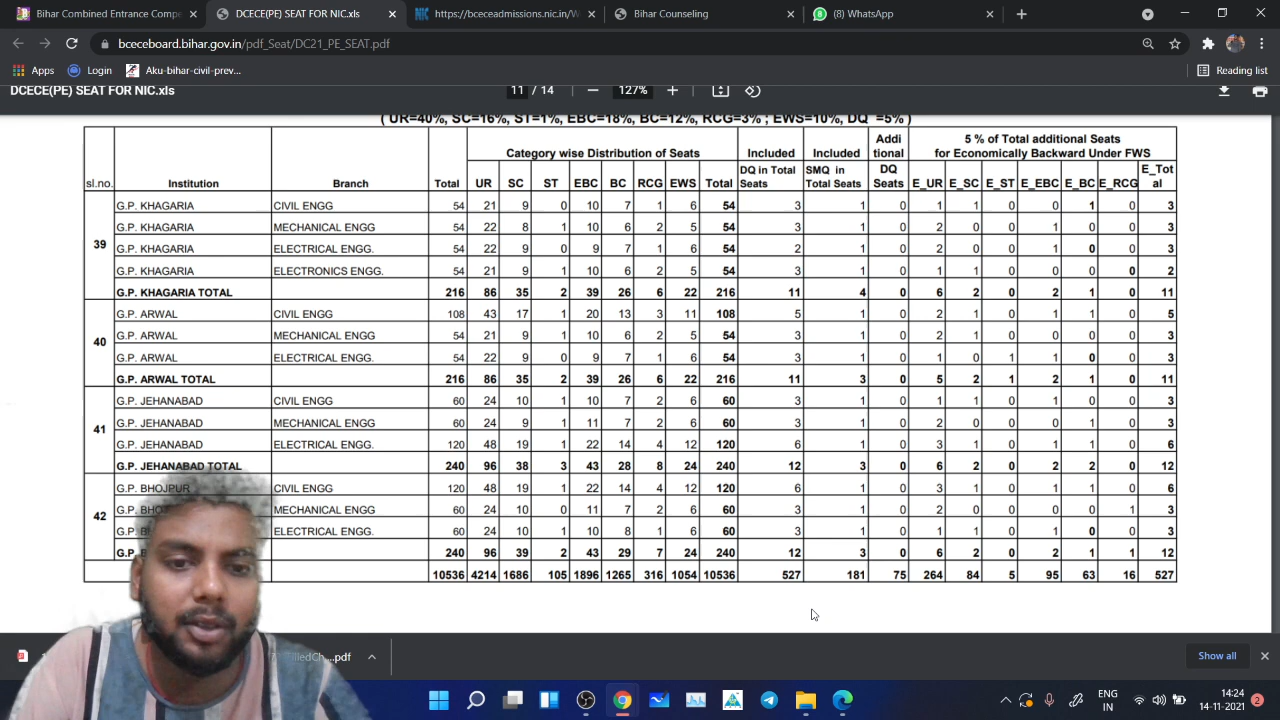 Bihar Combined Entrance Compe
DCECE(PE) SEAT FOR NIC.xls
NIC https://bceceadmissions.nic.in/W
Bihar Counseling
(8) WhatsApp
bceceboard.bihar.gov.in/pdf_Seat/DC21_PE_SEAT.pdf
Apps Login Aku-bihar-civil-prev... Reading list
DCECE(PE) SEAT FOR NIC.xls 11 / 14 127%
( UR=40%, SC=16%, ST=1%, EBC=18%, BC=12%, RCG=3% ; EWS=10%, DQ =5% )
sl.no. Institution Branch Total Category wise Distribution of Seats Included Included Addi tional DQ Seats 5 % of Total additional Seats for Economically Backward Under FWS
UR SC ST EBC BC RCG EWS Total DQ in Total Seats SMQ in Total Seats E_UR E_SC E_ST E_EBC E_BC E_RCG E_Tot al
39
G.P. KHAGARIA CIVIL ENGG 54 21 9 0 10 7 1 6 54 3 1 0 1 1 0 0 1 0 3
G.P. KHAGARIA MECHANICAL ENGG 54 22 8 1 10 6 2 5 54 3 1 0 2 0 0 1 0 0 3
G.P. KHAGARIA ELECTRICAL ENGG. 54 22 9 0 9 7 1 6 54 2 1 0 2 0 0 1 0 0 3
G.P. KHAGARIA ELECTRONICS ENGG. 54 21 9 1 10 6 2 5 54 3 1 0 1 1 0 0 0 0 2
G.P. KHAGARIA TOTAL 216 86 35 2 39 26 6 22 216 11 4 0 6 2 0 2 1 0 11
40
G.P. ARWAL CIVIL ENGG 108 43 17 1 20 13 3 11 108 5 1 0 2 1 0 1 1 0 5
G.P. ARWAL MECHANICAL ENGG 54 21 9 1 10 6 2 5 54 3 1 0 2 1 0 0 0 0 3
G.P. ARWAL ELECTRICAL ENGG. 54 22 9 0 9 7 1 6 54 3 1 0 1 0 1 1 0 0 3
G.P. ARWAL TOTAL 216 86 35 2 39 26 6 22 216 11 3 0 5 2 1 2 1 0 11
41
G.P. JEHANABAD CIVIL ENGG 60 24 10 1 10 7 2 6 60 3 1 0 1 1 0 0 1 0 3
G.P. JEHANABAD MECHANICAL ENGG 60 24 9 1 11 7 2 6 60 3 1 0 2 0 0 1 0 0 3
G.P. JEHANABAD ELECTRICAL ENGG. 120 48 19 1 22 14 4 12 120 6 1 0 3 1 0 1 1 0 6
G.P. JEHANABAD TOTAL 240 96 38 3 43 28 8 24 240 12 3 0 6 2 0 2 2 0 12
42
G.P. BHOJPUR CIVIL ENGG 120 48 19 1 22 14 4 12 120 6 1 0 3 1 0 1 1 0 6
G.P. MECHANICAL ENGG 60 24 10 0 11 7 2 6 60 3 1 0 2 0 0 0 0 1 3
G.P. ELECTRICAL ENGG. 60 24 10 1 10 8 1 6 60 3 1 0 1 1 0 1 0 0 3
G.P. 240 96 39 2 43 29 7 24 240 12 3 0 6 2 0 2 1 1 12
10536 4214 1686 105 1896 1265 316 1054 10536 527 181 75 264 84 5 95 63 16 527
.pdf Show all
ENG 14:24
IN 14-11-2021 2